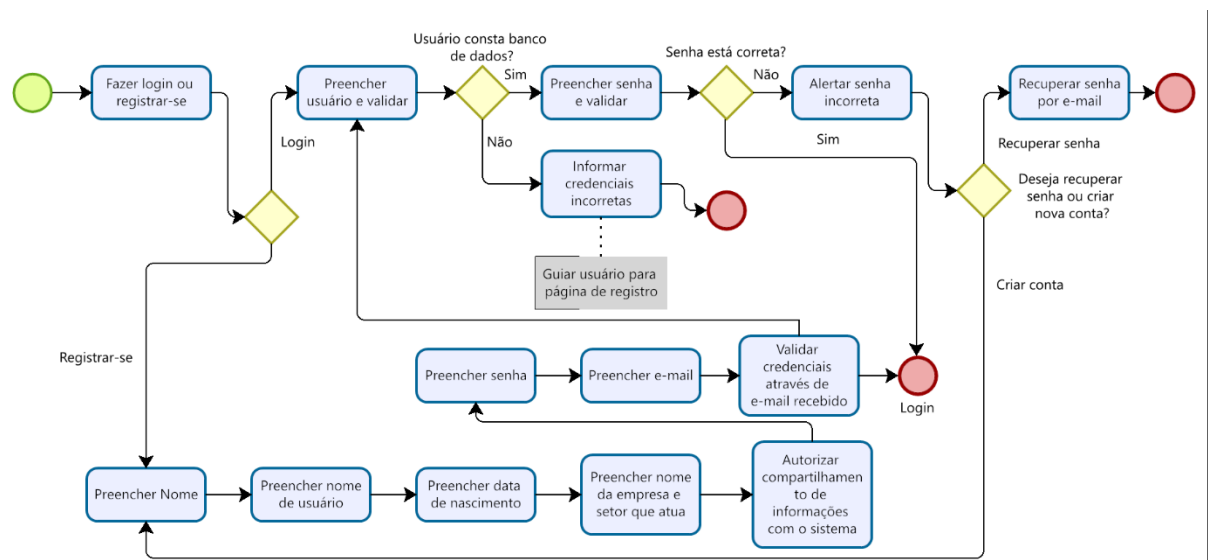 Usuário consta banco
de dados?
Senha está correta?
Fazer login ou
registrar-se
Preencher
usuário e validar
Sim
Preencher senha
e validar
Não
Alertar senha
incorreta
Recuperar senha
por e-mail
Login
Não
Sim
Recuperar senha
Informar
credenciais
incorretas
Deseja recuperar
senha ou criar
nova conta?
Guiar usuário para
página de registro
Criar conta
Registrar-se
Preencher senha
Preencher e-mail
Validar
credenciais
através de
e-mail recebido
Login
Preencher Nome
Preencher nome
de usuário
Preencher data
de nascimento
Preencher nome
da empresa e
setor que atua
Autorizar
compartilhame
nto de
informações
com o sistema